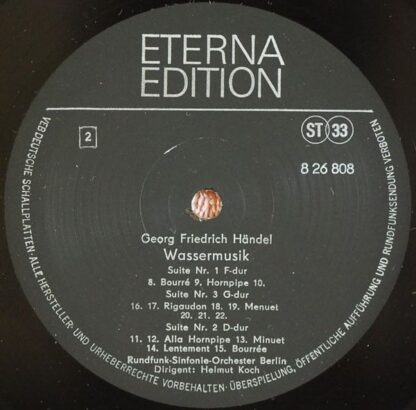 ETERNA
EDITION
2
ST 33
8 26 808
Georg Friedrich Händel
Wassermusik
Suite Nr. 1 F-dur
8. Bourré 9. Hornpipe 10.
Suite Nr. 3 G-dur
16. 17. Rigaudon 18. 19. Menuet
20. 21. 22.
Suite Nr. 2 D-dur
11. 12. Alla Hornpipe 13. Minuet
14. Lentement 15. Bourrée
Rundfunk-Sinfonie-Orchester Berlin
Dirigent: Helmut Koch
VEB DEUTSCHE SCHALLPLATTEN · ALLE HERSTELLER- UND URHEBERRECHTE VORBEHALTEN · ÜBERSPIELUNG, ÖFFENTLICHE AUFFÜHRUNG UND RUNDFUNKSENDUNG VERBOTEN